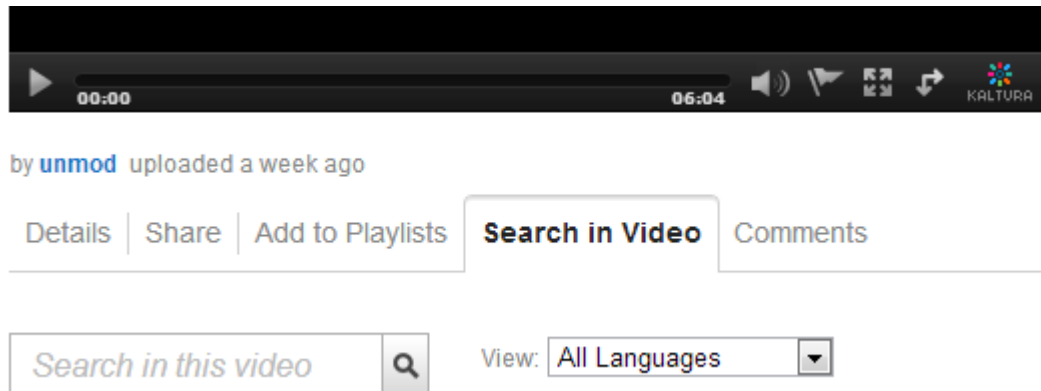 00:00 06:04 KALTURA
by unmod uploaded a week ago
Details Share Add to Playlists Search in Video Comments
Search in this video View: All Languages